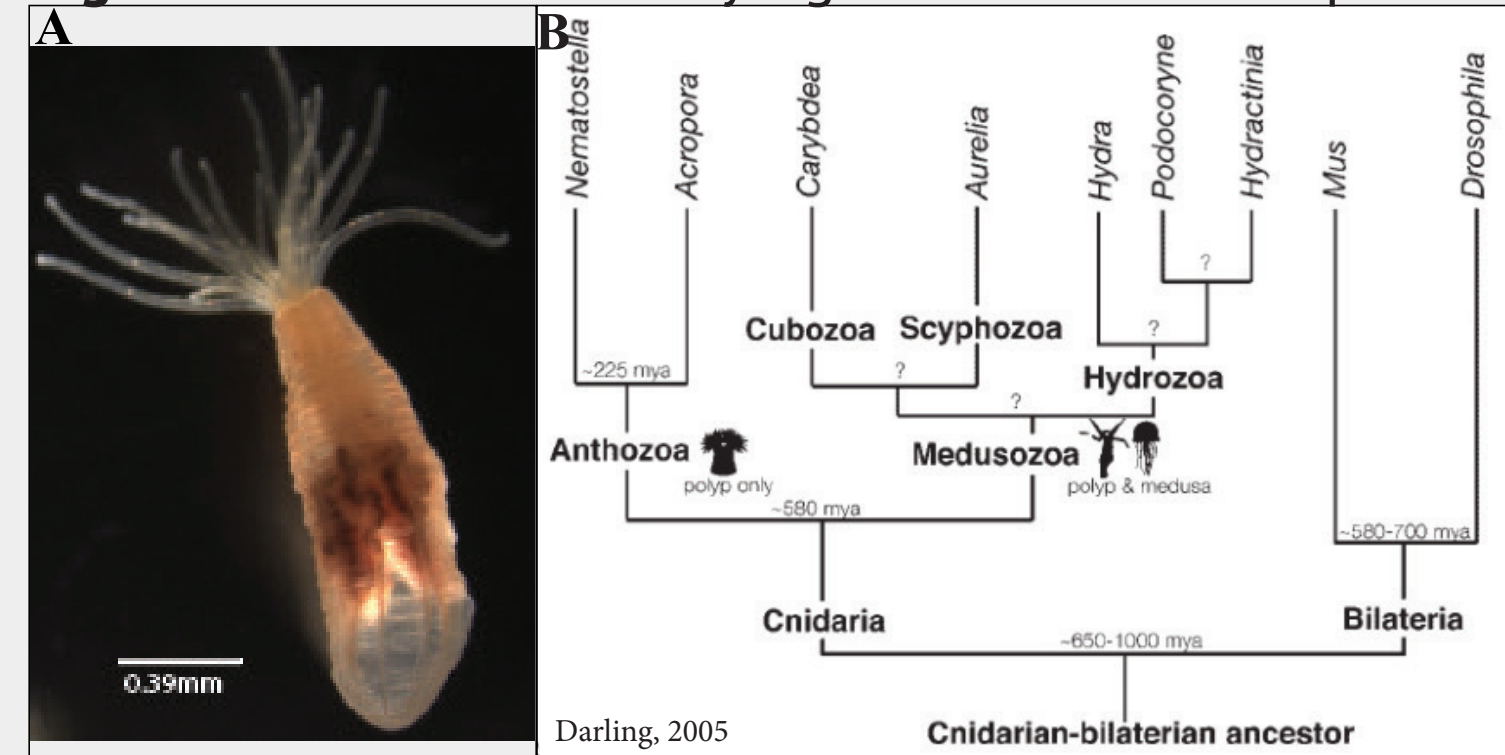 A
0.39mm
B
Nematostella
Acropora
Carybdea
Aurelia
Hydra
Podocoryne
Hydractinia
Mus
Drosophila
?
?
Cubozoa
Scyphozoa
~225 mya
?
Hydrozoa
?
Anthozoa
polyp only
Medusozoa
polyp & medusa
~580 mya
~580-700 mya
Cnidaria
Bilateria
~650-1000 mya
Darling, 2005
Cnidarian-bilaterian ancestor